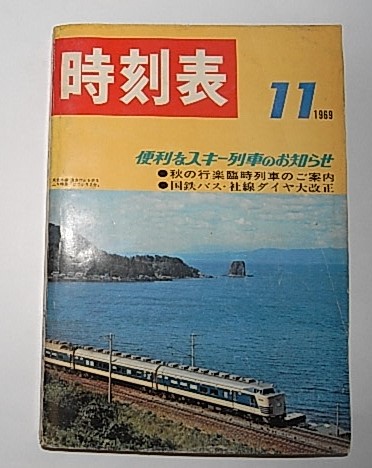 時刻表
11 1969
便利なスキー列車のお知らせ
●秋の行楽臨時列車のご案内
●国鉄バス・社線ダイヤ大改正